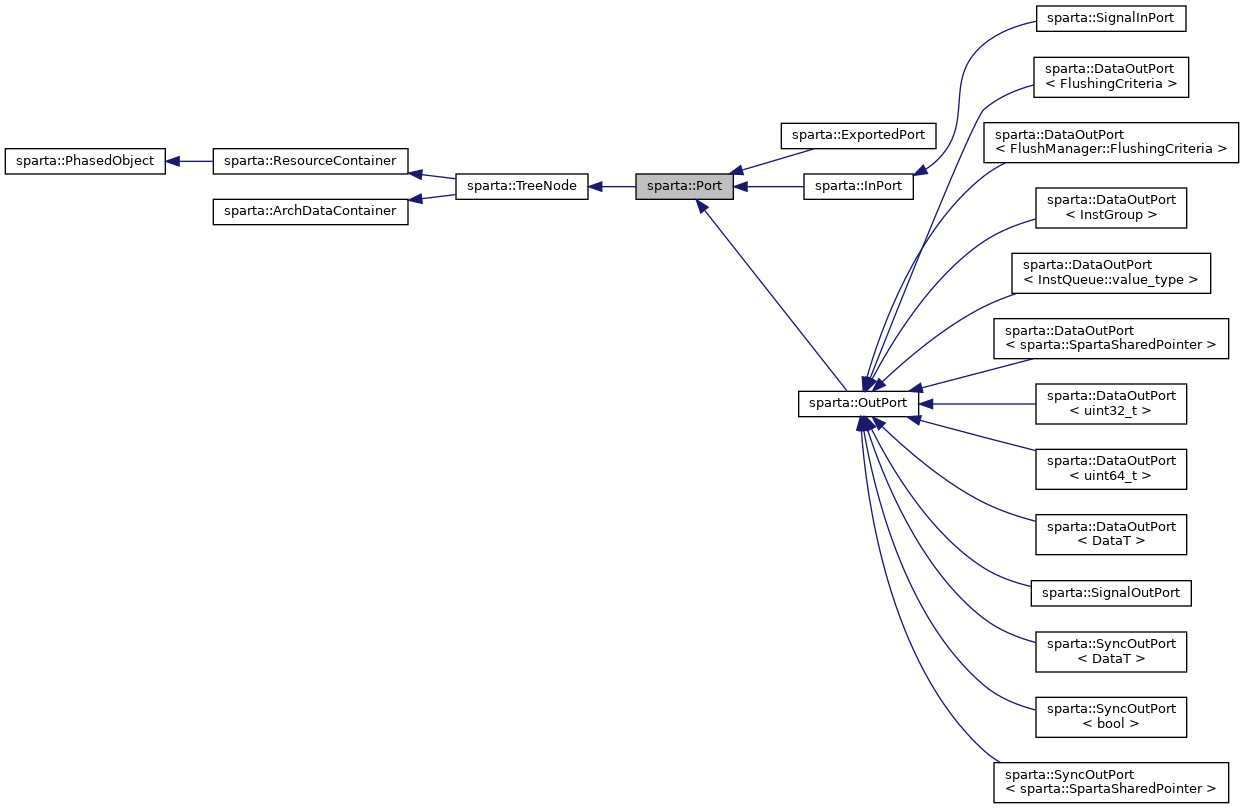 sparta::PhasedObject
sparta::ResourceContainer
sparta::ArchDataContainer
sparta::TreeNode
sparta::Port
sparta::ExportedPort
sparta::InPort
sparta::OutPort
sparta::SignalInPort
sparta::DataOutPort
< FlushingCriteria >
sparta::DataOutPort
< FlushManager::FlushingCriteria >
sparta::DataOutPort
< InstGroup >
sparta::DataOutPort
< InstQueue::value_type >
sparta::DataOutPort
< sparta::SpartaSharedPointer >
sparta::DataOutPort
< uint32_t >
sparta::DataOutPort
< uint64_t >
sparta::DataOutPort
< DataT >
sparta::SignalOutPort
sparta::SyncOutPort
< DataT >
sparta::SyncOutPort
< bool >
sparta::SyncOutPort
< sparta::SpartaSharedPointer >